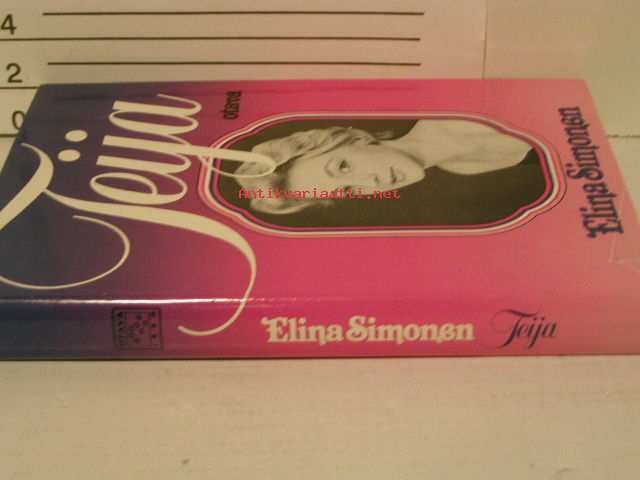 4
2
0
Teija
otava
Elina Simonen
Antikvariaatti.net
Elina Simonen Teija